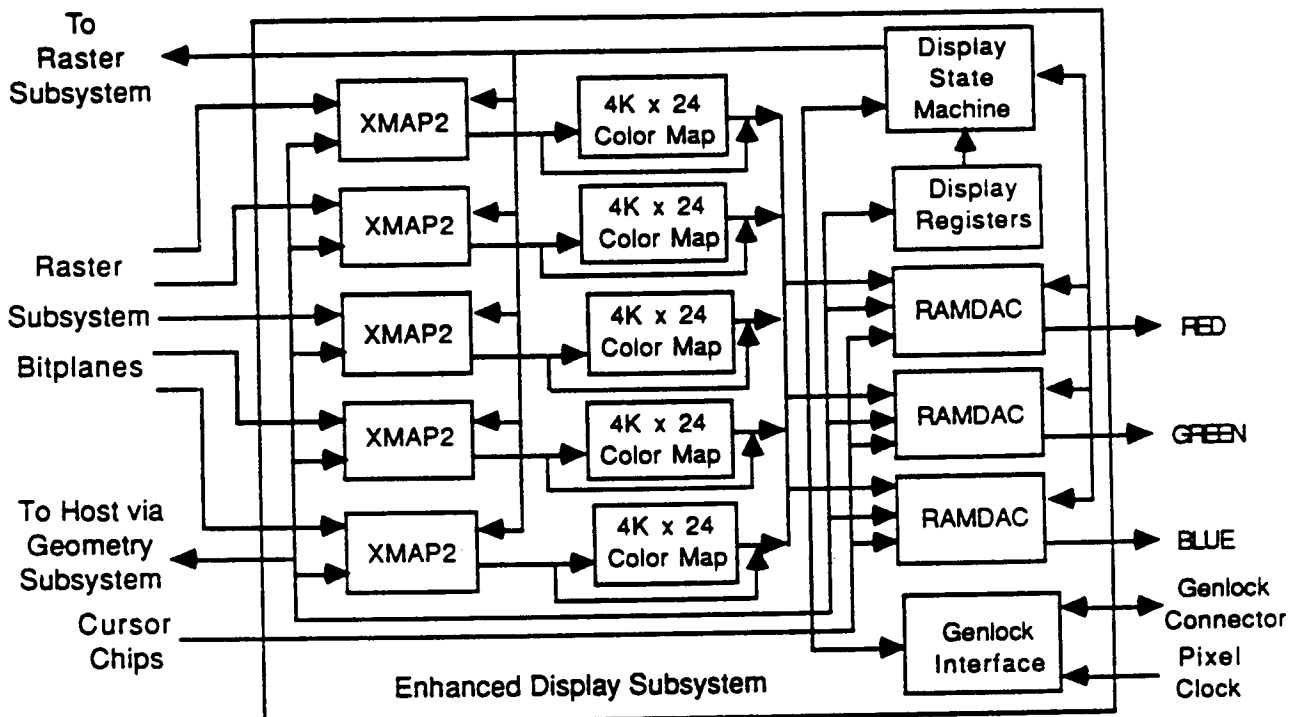 To
Raster
Subsystem
Raster
Subsystem
Bitplanes
To Host via
Geometry
Subsystem
Cursor
Chips
XMAP2
4K x 24
Color Map
XMAP2
4K x 24
Color Map
XMAP2
4K x 24
Color Map
XMAP2
4K x 24
Color Map
XMAP2
4K x 24
Color Map
Display
State
Machine
Display
Registers
RAMDAC
RAMDAC
RAMDAC
Genlock
Interface
RED
GREEN
BLUE
Genlock
Connector
Pixel
Clock
Enhanced Display Subsystem